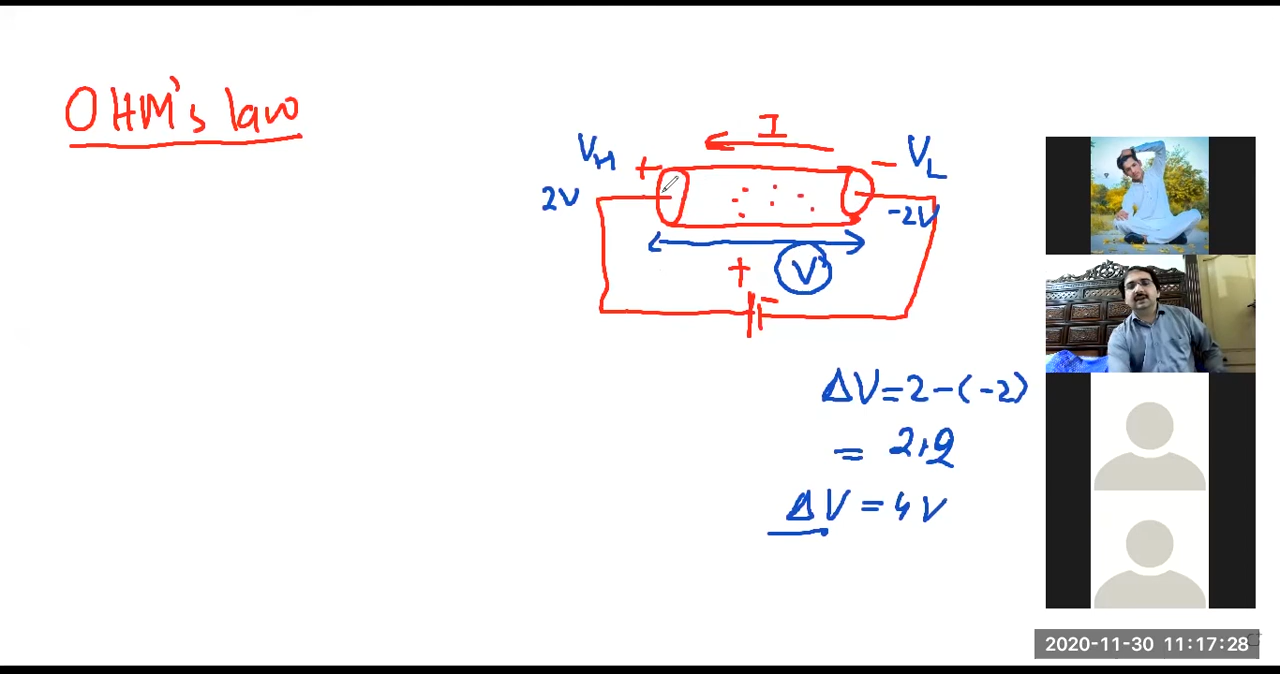 OHM's law
I
VH + - VL
2V -2V
+ V
-
ΔV = 2 - (-2)
= 2+2
ΔV = 4V
2020-11-30 11:17:28